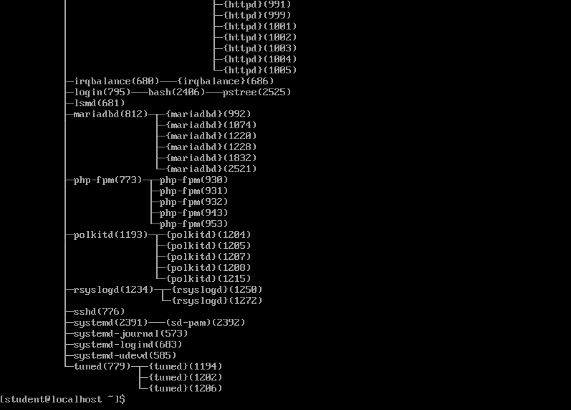 {httpd}(991)
{httpd}(999)
{httpd}(1001)
{httpd}(1002)
{httpd}(1003)
{httpd}(1004)
{httpd}(1005)
├─irqbalance(680)───{irqbalance}(686)
├─login(795)───bash(2406)───pstree(2525)
├─lsmd(681)
├─mariadbd(812)─┬─{mariadbd}(992)
├─{mariadbd}(1074)
├─{mariadbd}(1220)
├─{mariadbd}(1228)
├─{mariadbd}(1832)
└─{mariadbd}(2521)
├─php-fpm(773)─┬─php-fpm(930)
├─php-fpm(931)
├─php-fpm(932)
├─php-fpm(943)
└─php-fpm(953)
├─polkitd(1193)─┬─{polkitd}(1204)
├─{polkitd}(1205)
├─{polkitd}(1207)
├─{polkitd}(1208)
└─{polkitd}(1215)
├─rsyslogd(1234)─┬─{rsyslogd}(1250)
└─{rsyslogd}(1272)
├─sshd(776)
├─systemd(2391)───(sd-pam)(2392)
├─systemd-journal(573)
├─systemd-logind(683)
├─systemd-udevd(585)
└─tuned(779)─┬─{tuned}(1194)
├─{tuned}(1202)
└─{tuned}(1206)
[student@localhost ~]$